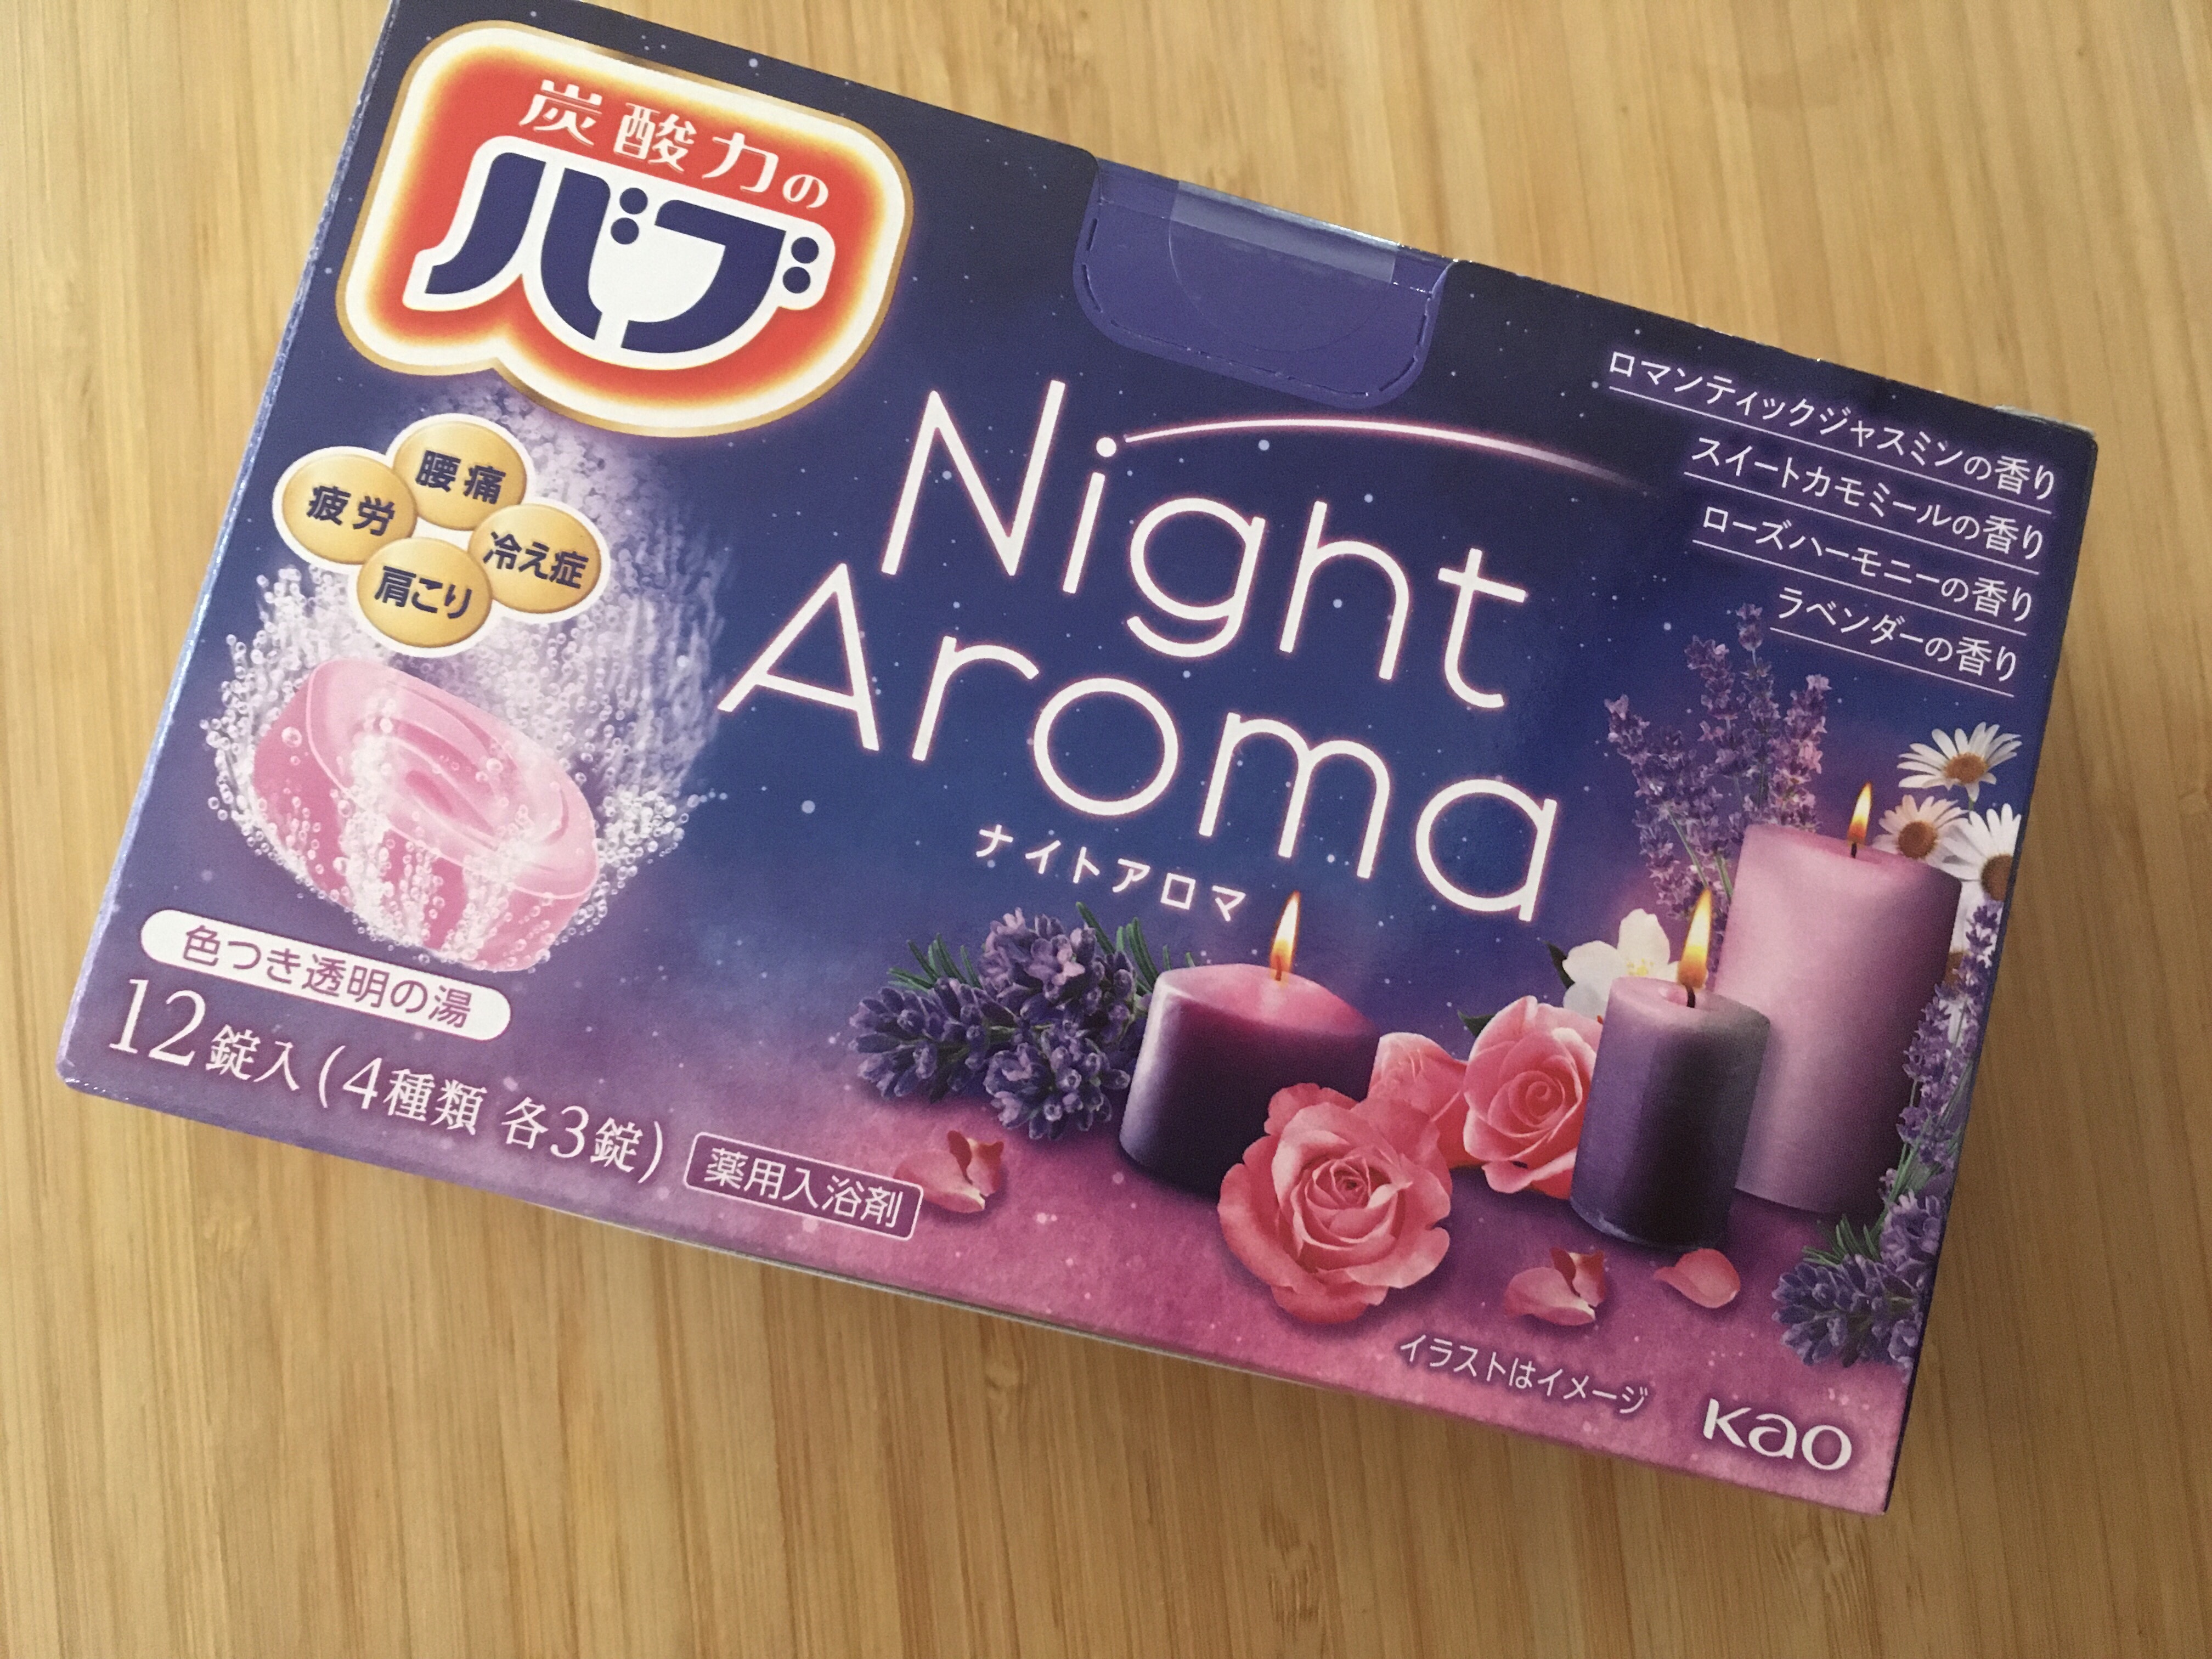 炭酸力の
バブ
腰痛
疲労
冷え症
肩こり
Night
Aroma
ナイトアロマ
ロマンティックジャスミンの香り
スイートカモミールの香り
ローズハーモニーの香り
ラベンダーの香り
色つき透明の湯
12錠入(4種類 各3錠)
薬用入浴剤
イラストはイメージ
Kao